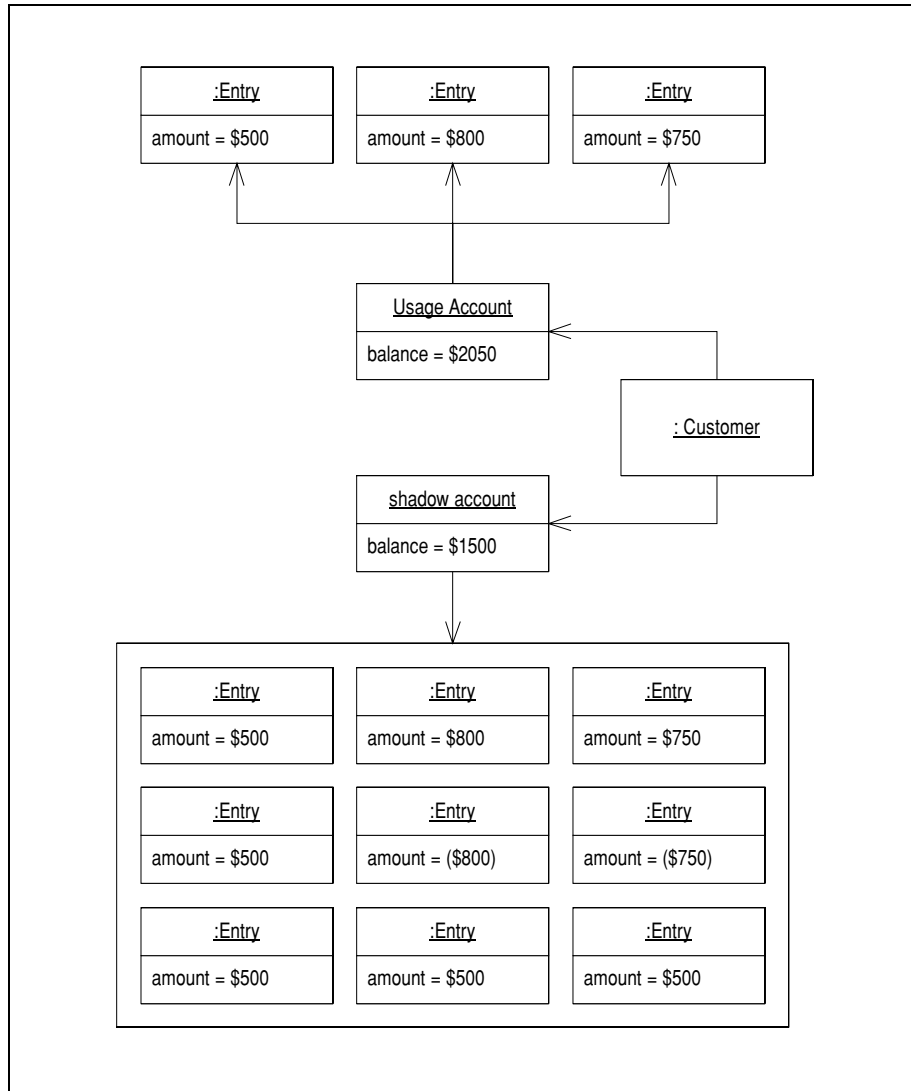 :Entry
amount = $500
:Entry
amount = $800
:Entry
amount = $750
Usage Account
balance = $2050
: Customer
shadow account
balance = $1500
:Entry
amount = $500
:Entry
amount = $800
:Entry
amount = $750
:Entry
amount = $500
:Entry
amount = ($800)
:Entry
amount = ($750)
:Entry
amount = $500
:Entry
amount = $500
:Entry
amount = $500